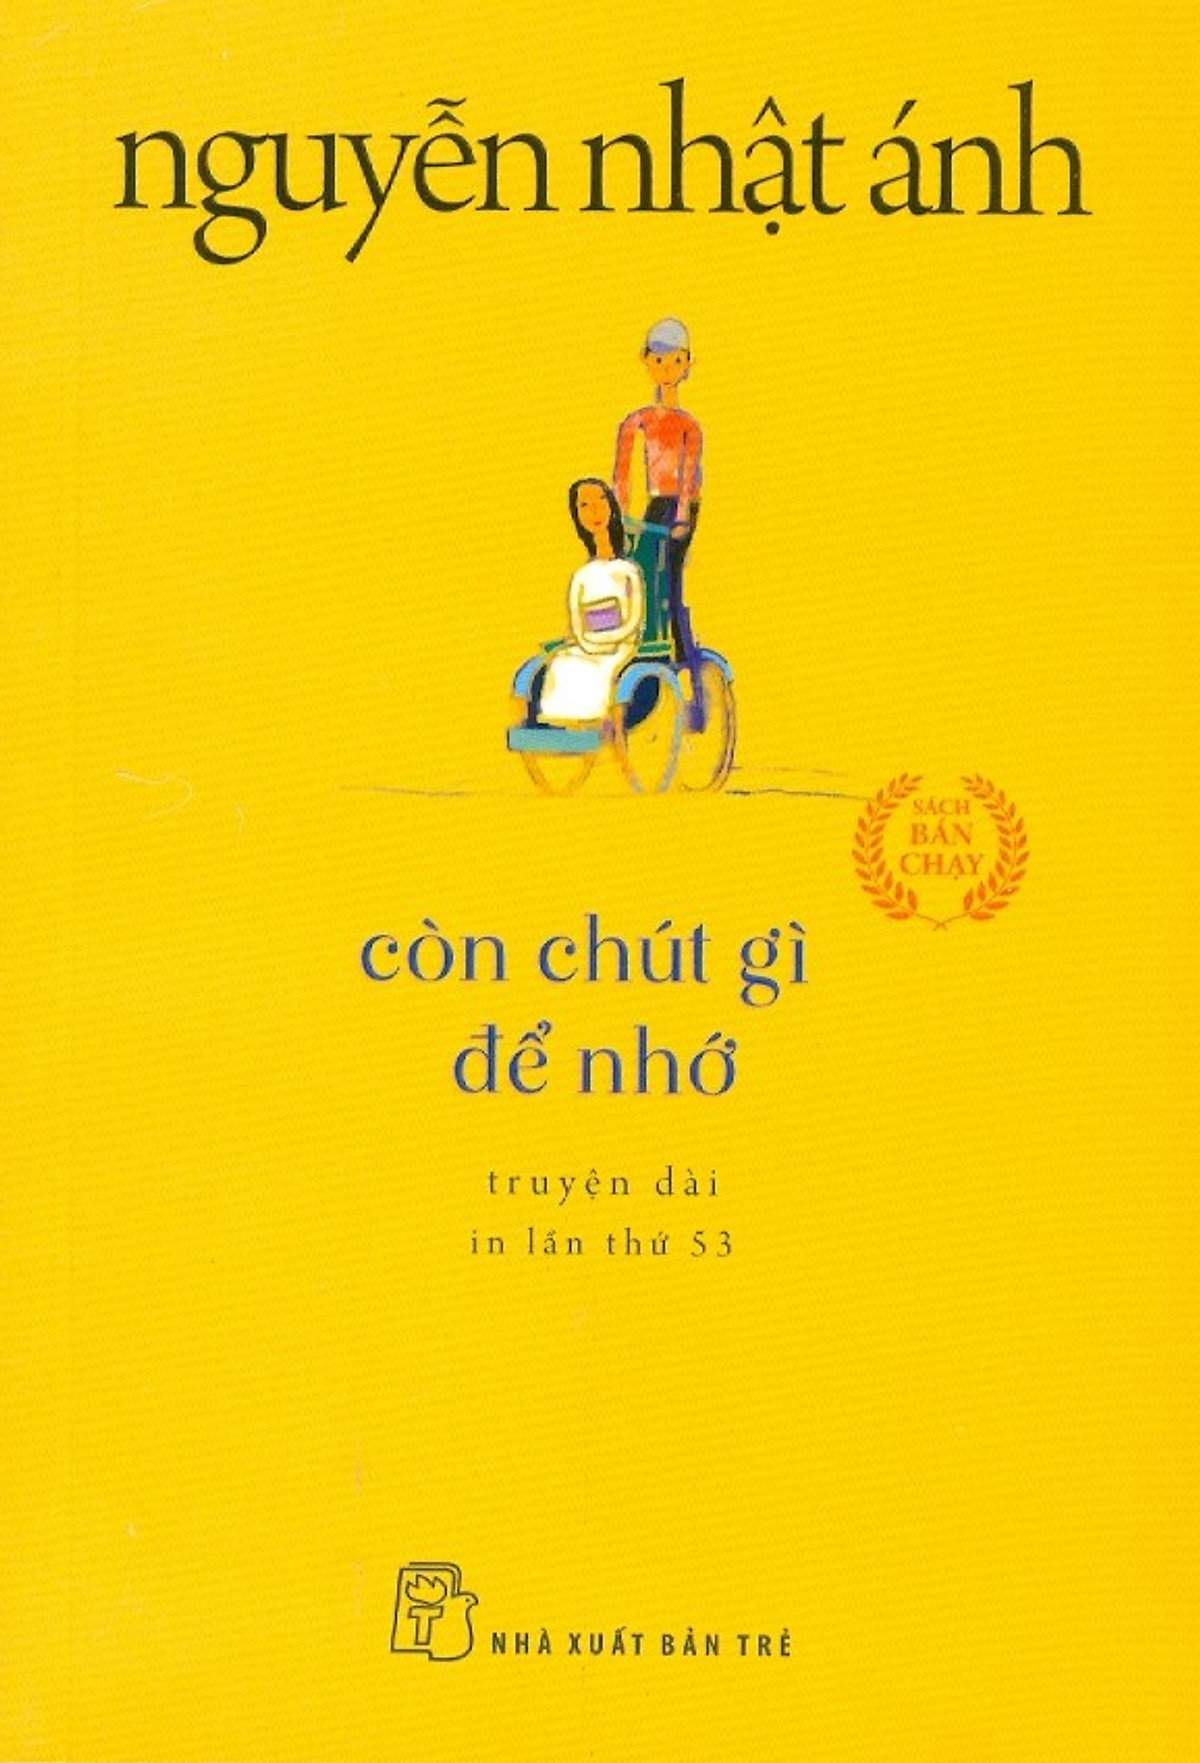 nguyễn nhật ánh
SÁCH
BÁN
CHẠY
còn chút gì
để nhớ
truyện dài
in lần thứ 53
T
NHÀ XUẤT BẢN TRẺ